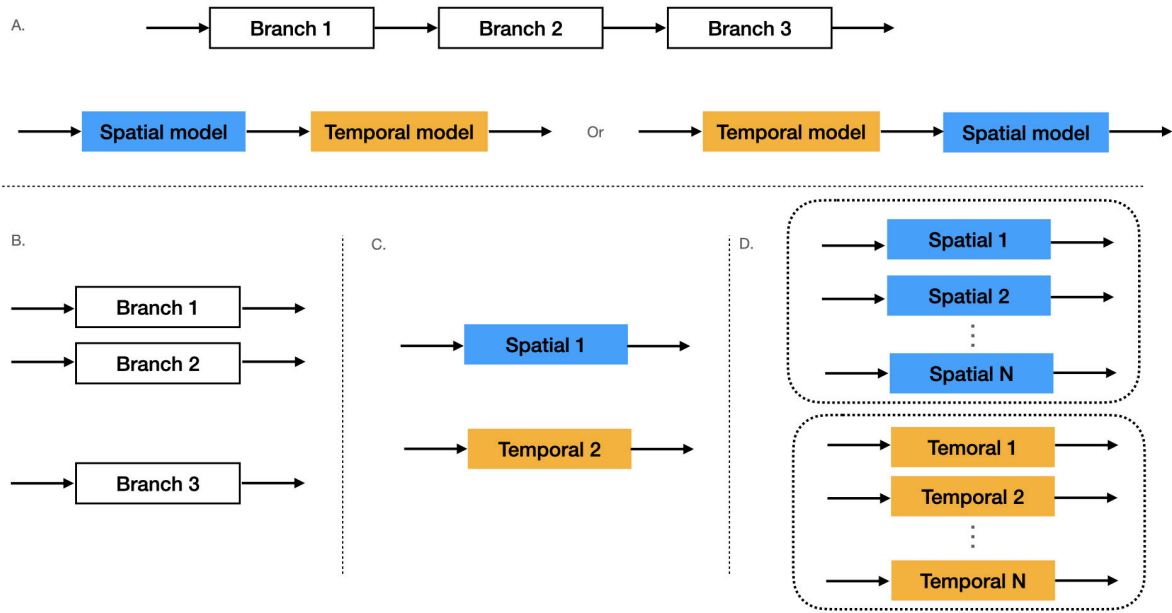 A.
Branch 1 Branch 2 Branch 3
Spatial model Temporal model Or Temporal model Spatial model
B.
Branch 1
Branch 2
Branch 3
C.
Spatial 1
Temporal 2
D.
Spatial 1
Spatial 2
Spatial N
Temoral 1
Temporal 2
Temporal N